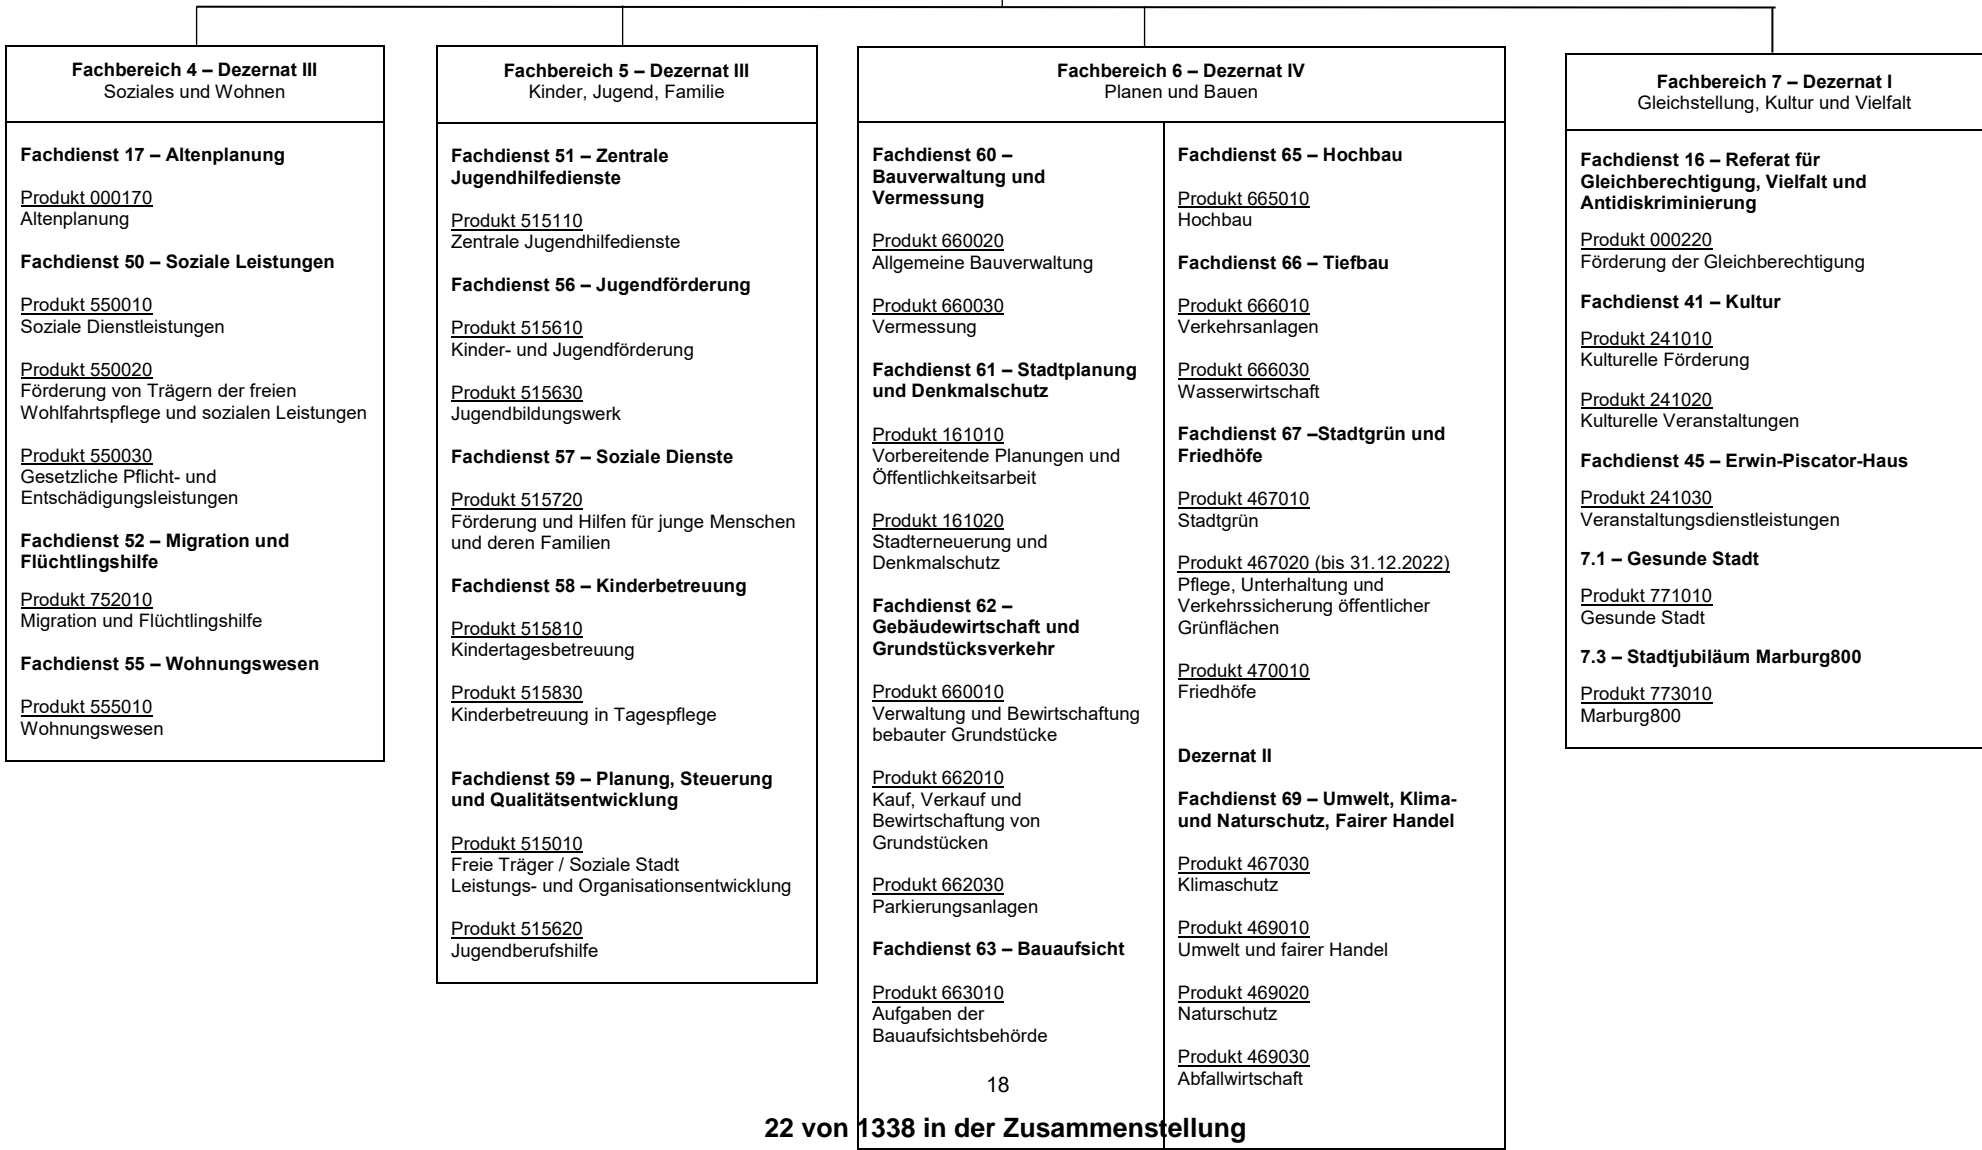 Fachbereich 4 – Dezernat III
Soziales und Wohnen
Fachdienst 17 – Altenplanung
Produkt 000170
Altenplanung
Fachdienst 50 – Soziale Leistungen
Produkt 550010
Soziale Dienstleistungen
Produkt 550020
Förderung von Trägern der freien
Wohlfahrtspflege und sozialen Leistungen
Produkt 550030
Gesetzliche Pflicht- und
Entschädigungsleistungen
Fachdienst 52 – Migration und
Flüchtlingshilfe
Produkt 752010
Migration und Flüchtlingshilfe
Fachdienst 55 – Wohnungswesen
Produkt 555010
Wohnungswesen
Fachbereich 5 – Dezernat III
Kinder, Jugend, Familie
Fachdienst 51 – Zentrale
Jugendhilfedienste
Produkt 515110
Zentrale Jugendhilfedienste
Fachdienst 56 – Jugendförderung
Produkt 515610
Kinder- und Jugendförderung
Produkt 515630
Jugendbildungswerk
Fachdienst 57 – Soziale Dienste
Produkt 515720
Förderung und Hilfen für junge Menschen
und deren Familien
Fachdienst 58 – Kinderbetreuung
Produkt 515810
Kindertagesbetreuung
Produkt 515830
Kinderbetreuung in Tagespflege
Fachdienst 59 – Planung, Steuerung
und Qualitätsentwicklung
Produkt 515010
Freie Träger / Soziale Stadt
Leistungs- und Organisationsentwicklung
Produkt 515620
Jugendberufshilfe
Fachbereich 6 – Dezernat IV
Planen und Bauen
Fachdienst 60 –
Bauverwaltung und
Vermessung
Produkt 660020
Allgemeine Bauverwaltung
Produkt 660030
Vermessung
Fachdienst 61 – Stadtplanung
und Denkmalschutz
Produkt 161010
Vorbereitende Planungen und
Öffentlichkeitsarbeit
Produkt 161020
Stadterneuerung und
Denkmalschutz
Fachdienst 62 –
Gebäudewirtschaft und
Grundstücksverkehr
Produkt 660010
Verwaltung und Bewirtschaftung
bebauter Grundstücke
Produkt 662010
Kauf, Verkauf und
Bewirtschaftung von
Grundstücken
Produkt 662030
Parkierungsanlagen
Fachdienst 63 – Bauaufsicht
Produkt 663010
Aufgaben der
Bauaufsichtsbehörde
Fachdienst 65 – Hochbau
Produkt 665010
Hochbau
Fachdienst 66 – Tiefbau
Produkt 666010
Verkehrsanlagen
Produkt 666030
Wasserwirtschaft
Fachdienst 67 –Stadtgrün und
Friedhöfe
Produkt 467010
Stadtgrün
Produkt 467020 (bis 31.12.2022)
Pflege, Unterhaltung und
Verkehrssicherung öffentlicher
Grünflächen
Produkt 470010
Friedhöfe
Dezernat II
Fachdienst 69 – Umwelt, Klima-
und Naturschutz, Fairer Handel
Produkt 467030
Klimaschutz
Produkt 469010
Umwelt und fairer Handel
Produkt 469020
Naturschutz
Produkt 469030
Abfallwirtschaft
Fachbereich 7 – Dezernat I
Gleichstellung, Kultur und Vielfalt
Fachdienst 16 – Referat für
Gleichberechtigung, Vielfalt und
Antidiskriminierung
Produkt 000220
Förderung der Gleichberechtigung
Fachdienst 41 – Kultur
Produkt 241010
Kulturelle Förderung
Produkt 241020
Kulturelle Veranstaltungen
Fachdienst 45 – Erwin-Piscator-Haus
Produkt 241030
Veranstaltungsdienstleistungen
7.1 – Gesunde Stadt
Produkt 771010
Gesunde Stadt
7.3 – Stadtjubiläum Marburg800
Produkt 773010
Marburg800
18
22 von 1338 in der Zusammenstellung